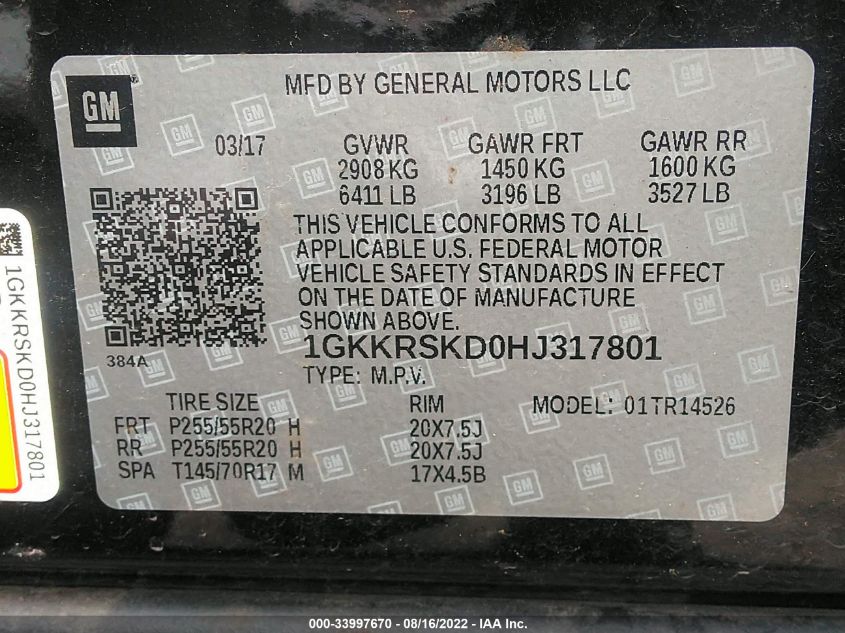 GM
MFD BY GENERAL MOTORS LLC
03/17 GVWR GAWR FRT GAWR RR
2908 KG 1450 KG 1600 KG
6411 LB 3196 LB 3527 LB
THIS VEHICLE CONFORMS TO ALL
APPLICABLE U.S. FEDERAL MOTOR
VEHICLE SAFETY STANDARDS IN EFFECT
ON THE DATE OF MANUFACTURE
SHOWN ABOVE.
384A
1GKKRSKD0HJ317801
TYPE: M.P.V.
TIRE SIZE RIM MODEL: 01TR14526
FRT P255/55R20 H 20X7.5J
RR P255/55R20 H 20X7.5J
SPA T145/70R17 M 17X4.5B
1GKKRSKD0HJ317801
000-33997670 - 08/16/2022 - IAA Inc.